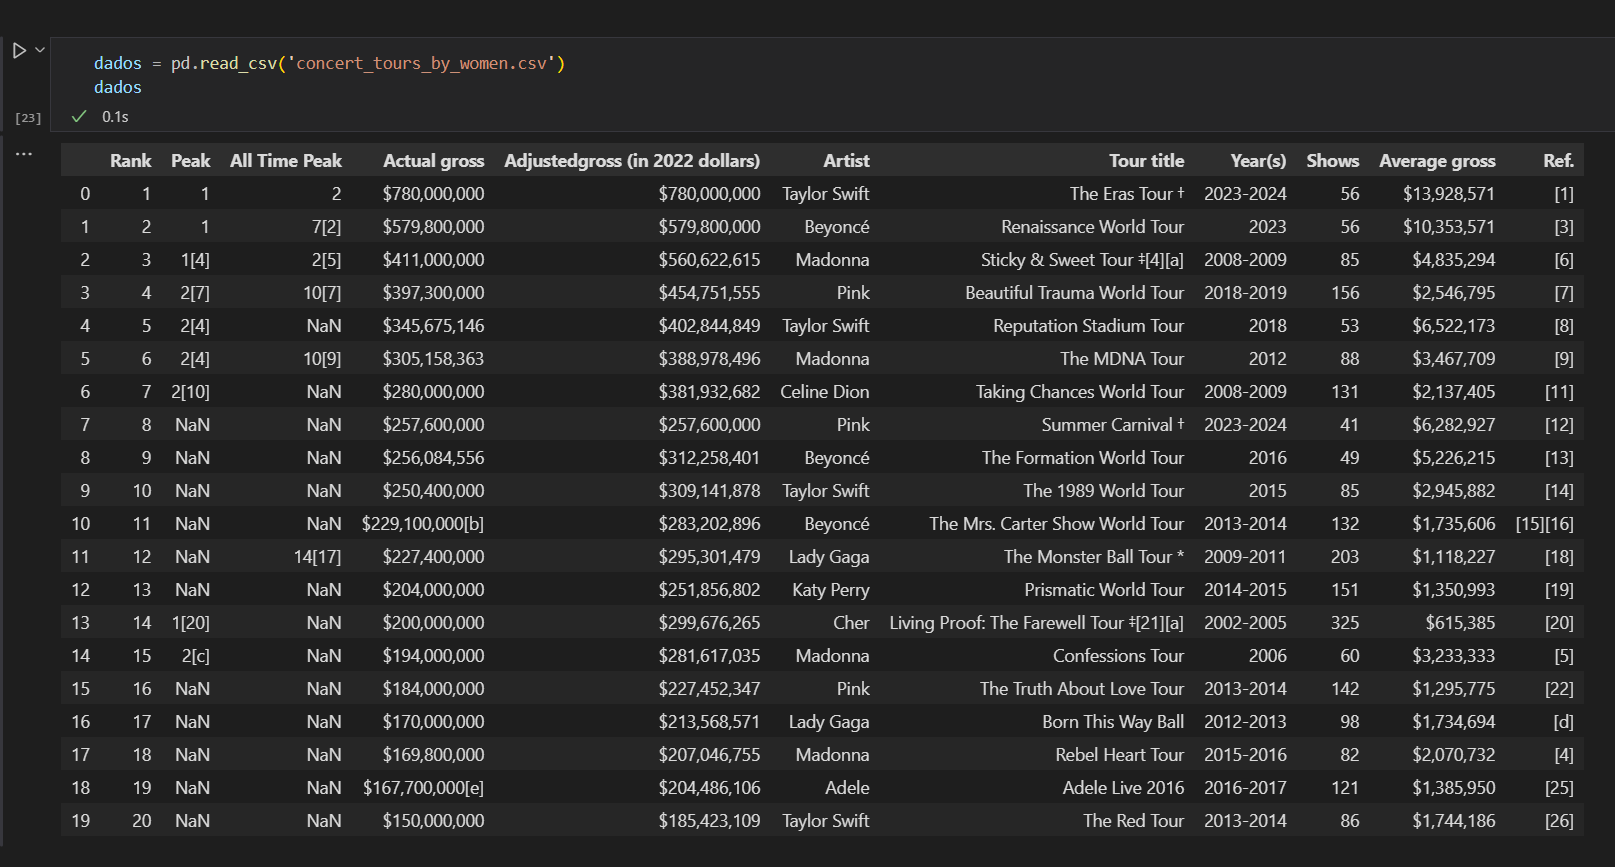 dados = pd.read_csv('concert_tours_by_women.csv')
dados
[23] 0.1s
Rank Peak All Time Peak Actual gross Adjustedgross (in 2022 dollars) Artist Tour title Year(s) Shows Average gross Ref.
0 1 1 2 $780,000,000 $780,000,000 Taylor Swift The Eras Tour † 2023-2024 56 $13,928,571 [1]
1 2 1 7[2] $579,800,000 $579,800,000 Beyoncé Renaissance World Tour 2023 56 $10,353,571 [3]
2 3 1[4] 2[5] $411,000,000 $560,622,615 Madonna Sticky & Sweet Tour ‡[4][a] 2008-2009 85 $4,835,294 [6]
3 4 2[7] 10[7] $397,300,000 $454,751,555 Pink Beautiful Trauma World Tour 2018-2019 156 $2,546,795 [7]
4 5 2[4] NaN $345,675,146 $402,844,849 Taylor Swift Reputation Stadium Tour 2018 53 $6,522,173 [8]
5 6 2[4] 10[9] $305,158,363 $388,978,496 Madonna The MDNA Tour 2012 88 $3,467,709 [9]
6 7 2[10] NaN $280,000,000 $381,932,682 Celine Dion Taking Chances World Tour 2008-2009 131 $2,137,405 [11]
7 8 NaN NaN $257,600,000 $257,600,000 Pink Summer Carnival † 2023-2024 41 $6,282,927 [12]
8 9 NaN NaN $256,084,556 $312,258,401 Beyoncé The Formation World Tour 2016 49 $5,226,215 [13]
9 10 NaN NaN $250,400,000 $309,141,878 Taylor Swift The 1989 World Tour 2015 85 $2,945,882 [14]
10 11 NaN NaN $229,100,000[b] $283,202,896 Beyoncé The Mrs. Carter Show World Tour 2013-2014 132 $1,735,606 [15][16]
11 12 NaN 14[17] $227,400,000 $295,301,479 Lady Gaga The Monster Ball Tour * 2009-2011 203 $1,118,227 [18]
12 13 NaN NaN $204,000,000 $251,856,802 Katy Perry Prismatic World Tour 2014-2015 151 $1,350,993 [19]
13 14 1[20] NaN $200,000,000 $299,676,265 Cher Living Proof: The Farewell Tour ‡[21][a] 2002-2005 325 $615,385 [20]
14 15 2[c] NaN $194,000,000 $281,617,035 Madonna Confessions Tour 2006 60 $3,233,333 [5]
15 16 NaN NaN $184,000,000 $227,452,347 Pink The Truth About Love Tour 2013-2014 142 $1,295,775 [22]
16 17 NaN NaN $170,000,000 $213,568,571 Lady Gaga Born This Way Ball 2012-2013 98 $1,734,694 [d]
17 18 NaN NaN $169,800,000 $207,046,755 Madonna Rebel Heart Tour 2015-2016 82 $2,070,732 [4]
18 19 NaN NaN $167,700,000[e] $204,486,106 Adele Adele Live 2016 2016-2017 121 $1,385,950 [25]
19 20 NaN NaN $150,000,000 $185,423,109 Taylor Swift The Red Tour 2013-2014 86 $1,744,186 [26]